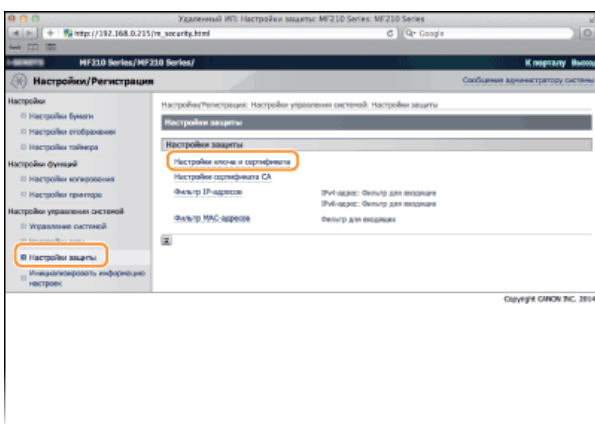 Удаленный ИП: Настройки защиты: MF210 Series: MF210 Series
http://192.168.0.215/m_security.html
Google
MF210 Series/MF210 Series/
К порталу
Настройки/Регистрация
Сообщение администратору системы
Настройки
Настройки бумаги
Настройки отображения
Настройки таймера
Настройки функций
Настройки копирования
Настройки принтера
Настройки управления системой
Управление системой
Настройки защиты
Инициализировать информацию
настроек
Настройки/Регистрация: Настройки управления системой: Настройки защиты
Настройки защиты
Настройки защиты
Настройки ключа и сертификата
Настройки сертификата CA
Фильтр IP-адресов
IPv4-адрес: Фильтр для входящих
IPv6-адрес: Фильтр для входящих
Фильтр MAC-адресов
Фильтр для входящих
Copyright CANON INC. 2014